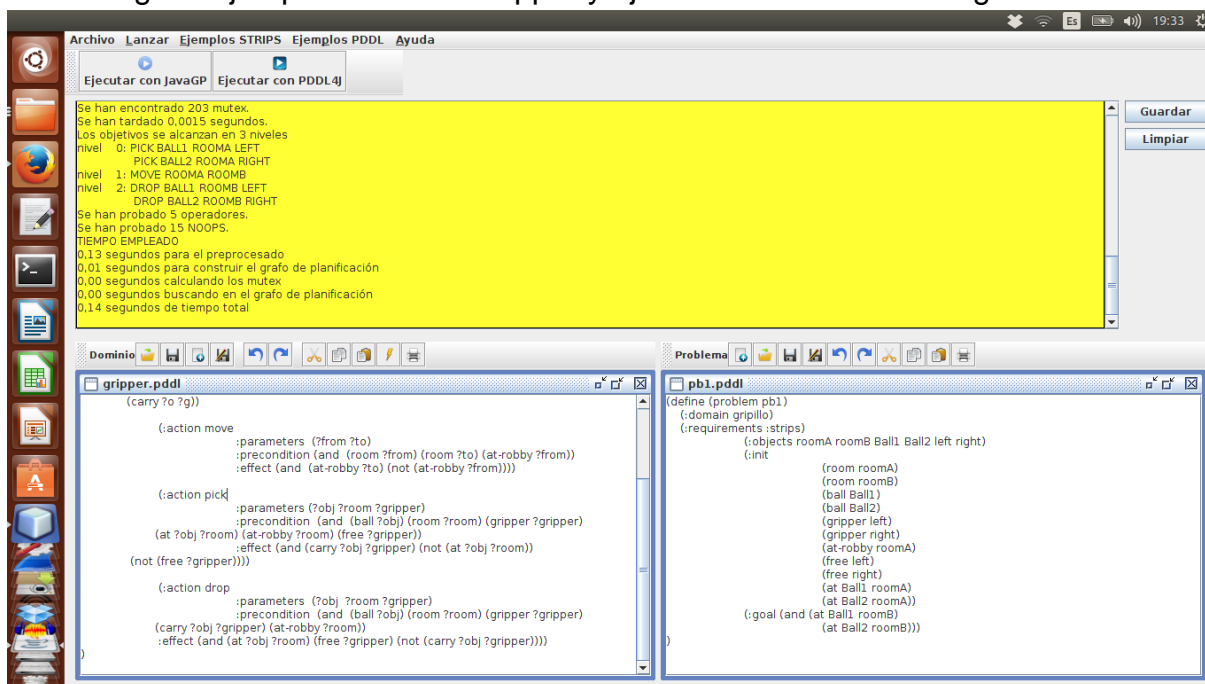 Es 19:33
Archivo Lanzar Ejemplos STRIPS Ejemplos PDDL Ayuda
Ejecutar con JavaGP Ejecutar con PDDL4J
Se han encontrado 203 mutex.
Se han tardado 0,0015 segundos.
Los objetivos se alcanzan en 3 niveles
nivel 0: PICK BALL1 ROOMA LEFT
PICK BALL2 ROOMA RIGHT
nivel 1: MOVE ROOMA ROOMB
nivel 2: DROP BALL1 ROOMB LEFT
DROP BALL2 ROOMB RIGHT
Se han probado 5 operadores.
Se han probado 15 NOOPS.
TIEMPO EMPLEADO
0,13 segundos para el preprocesado
0,01 segundos para construir el grafo de planificación
0,00 segundos calculando los mutex
0,00 segundos buscando en el grafo de planificación
0,14 segundos de tiempo total
Guardar
Limpiar
Dominio
gripper.pddl
(carry ?o ?g))
(:action move
:parameters (?from ?to)
:precondition (and (room ?from) (room ?to) (at-robby ?from))
:effect (and (at-robby ?to) (not (at-robby ?from))))
(:action pick
:parameters (?obj ?room ?gripper)
:precondition (and (ball ?obj) (room ?room) (gripper ?gripper)
(at ?obj ?room) (at-robby ?room) (free ?gripper))
:effect (and (carry ?obj ?gripper) (not (at ?obj ?room))
(not (free ?gripper))))
(:action drop
:parameters (?obj ?room ?gripper)
:precondition (and (ball ?obj) (room ?room) (gripper ?gripper)
(carry ?obj ?gripper) (at-robby ?room))
:effect (and (at ?obj ?room) (free ?gripper) (not (carry ?obj ?gripper))))
)
Problema
pb1.pddl
(define (problem pb1)
(:domain gripillo)
(:requirements :strips)
(:objects roomA roomB Ball1 Ball2 left right)
(:init
(room roomA)
(room roomB)
(ball Ball1)
(ball Ball2)
(gripper left)
(gripper right)
(at-robby roomA)
(free left)
(free right)
(at Ball1 roomA)
(at Ball2 roomA))
(:goal (and (at Ball1 roomB)
(at Ball2 roomB)))
)